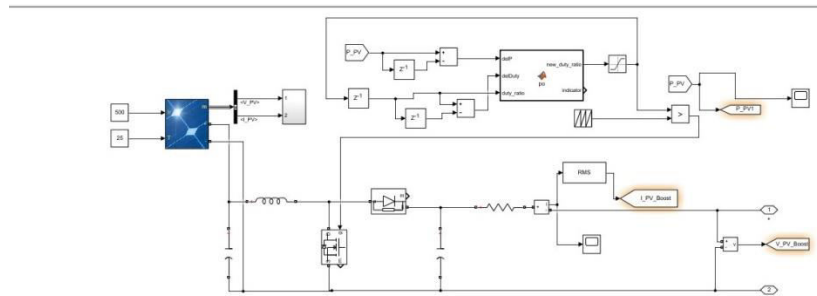 P_PV
delP
delDuty
duty_ratio
new_duty_ratio
indicator
po
Z-1
Z-1
Z-1
P_PV
P_PV1
>
500
25
m
<V_PV>
<I_PV>
1
2
RMS
I_PV_Boost
V_PV_Boost
1
2